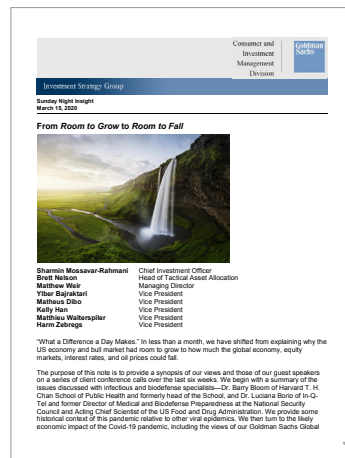 Consumer and
Investment
Management
Division
Goldman
Sachs
Investment Strategy Group
Sunday Night Insight
March 15, 2020
From Room to Grow to Room to Fall
Sharmin Mossavar-Rahmani Chief Investment Officer
Brett Nelson Head of Tactical Asset Allocation
Matthew Weir Managing Director
Ylber Bajraktari Vice President
Matheus Dibo Vice President
Kelly Han Vice President
Matthieu Walterspiler Vice President
Harm Zebregs Vice President
“What a Difference a Day Makes.” In less than a month, we have shifted from explaining why the
US economy and bull market had room to grow to how much the global economy, equity
markets, interest rates, and oil prices could fall.
The purpose of this note is to provide a synopsis of our views and those of our guest speakers
on a series of client conference calls over the last six weeks. We begin with a summary of the
issues discussed with infectious and biodefense specialists—Dr. Barry Bloom of Harvard T. H.
Chan School of Public Health and formerly head of the School, and Dr. Luciana Borio of In-Q-
Tel and former Director of Medical and Biodefense Preparedness at the National Security
Council and Acting Chief Scientist of the US Food and Drug Administration. We provide some
historical context of this pandemic relative to other viral epidemics. We then turn to the likely
economic impact of the Covid-19 pandemic, including the views of our Goldman Sachs Global
1